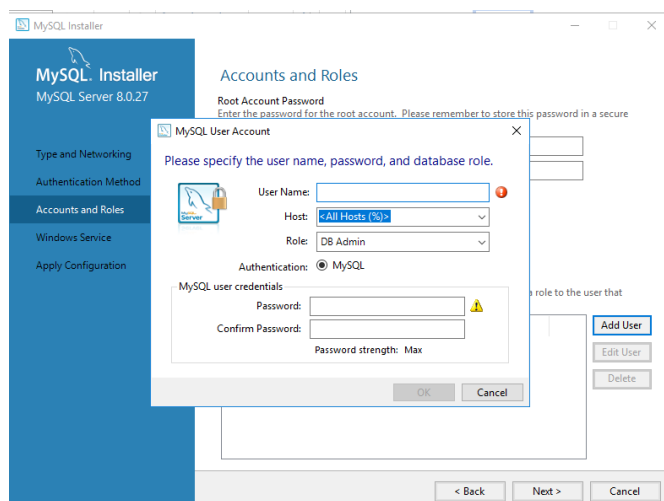 MySQL Installer
MySQL. Installer
MySQL Server 8.0.27
Type and Networking
Authentication Method
Accounts and Roles
Windows Service
Apply Configuration
Accounts and Roles
Root Account Password
Enter the password for the root account. Please remember to store this password in a secure
MySQL User Account
Please specify the user name, password, and database role.
Server
User Name:
Host: <All Hosts (%)>
Role: DB Admin
Authentication: MySQL
MySQL user credentials
Password:
Confirm Password:
Password strength: Max
OK Cancel
role to the user that
Add User
Edit User
Delete
< Back Next > Cancel